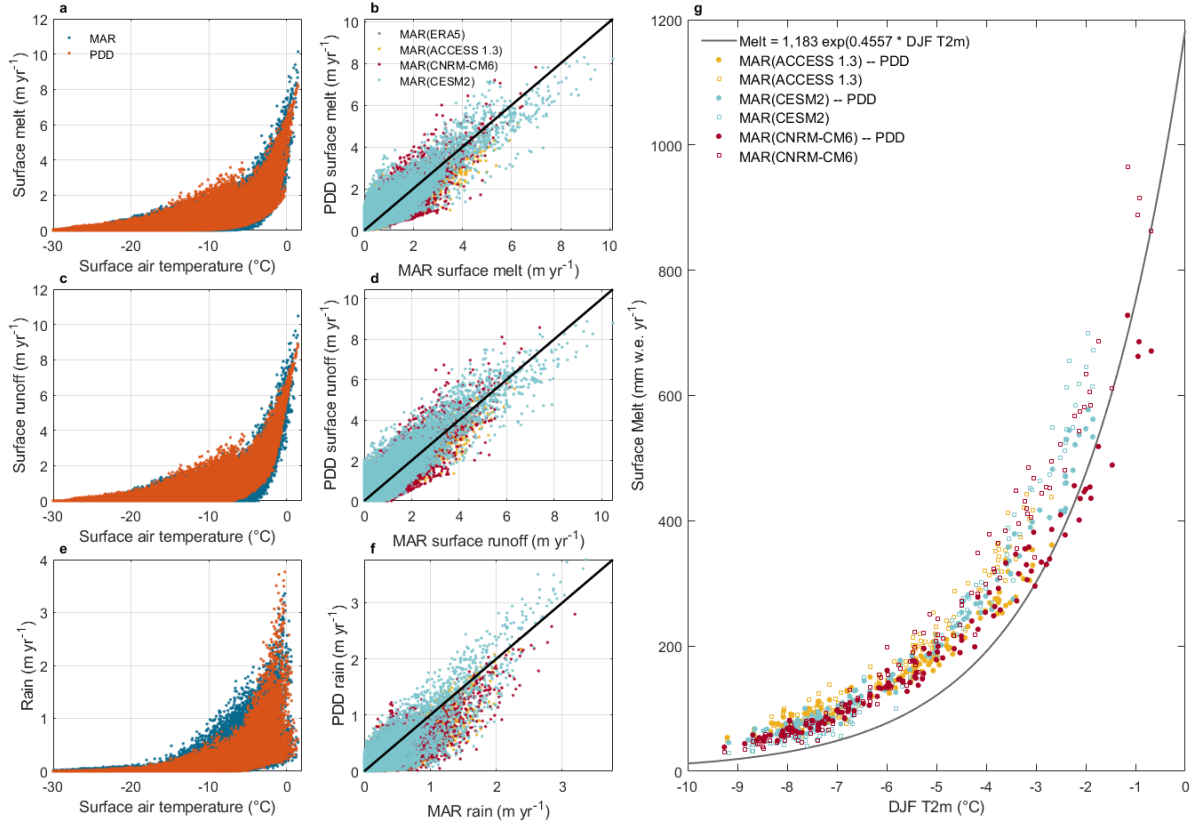 a
12
10
8
6
4
2
0
-30
-20
-10
0
Surface melt (m yr-1)
Surface air temperature (°C)
MAR
PDD
b
10
8
6
4
2
0
0
2
4
6
8
10
PDD surface melt (m yr-1)
MAR surface melt (m yr-1)
MAR(ERA5)
MAR(ACCESS 1.3)
MAR(CNRM-CM6)
MAR(CESM2)
c
12
10
8
6
4
2
0
-30
-20
-10
0
Surface runoff (m yr-1)
Surface air temperature (°C)
d
10
8
6
4
2
0
0
2
4
6
8
10
PDD surface runoff (m yr-1)
MAR surface runoff (m yr-1)
e
4
3
2
1
0
-30
-20
-10
0
Rain (m yr-1)
Surface air temperature (°C)
f
3
2
1
0
0
1
2
3
PDD rain (m yr-1)
MAR rain (m yr-1)
g
1200
1000
800
600
400
200
0
-10
-9
-8
-7
-6
-5
-4
-3
-2
-1
0
Surface Melt (mm w.e. yr-1)
DJF T2m (°C)
Melt = 1,183 exp(0.4557 * DJF T2m)
MAR(ACCESS 1.3) -- PDD
MAR(ACCESS 1.3)
MAR(CESM2) -- PDD
MAR(CESM2)
MAR(CNRM-CM6) -- PDD
MAR(CNRM-CM6)